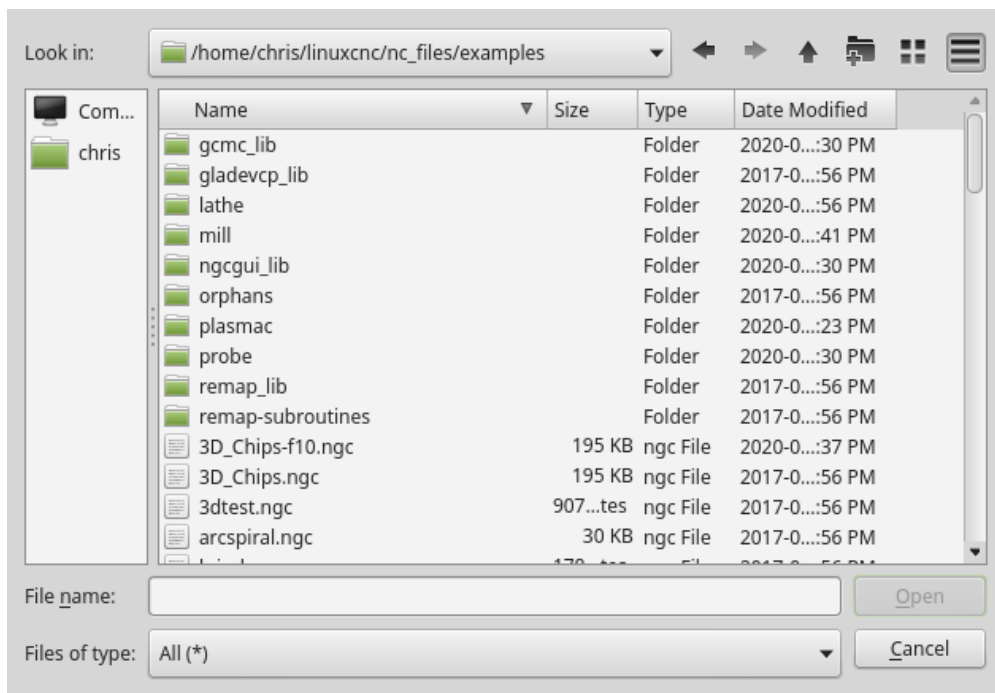 Look in: /home/chris/linuxcnc/nc_files/examples
Com...
chris
Name Size Type Date Modified
gcmc_lib Folder 2020-0...:30 PM
gladevcp_lib Folder 2017-0...:56 PM
lathe Folder 2020-0...:56 PM
mill Folder 2020-0...:41 PM
ngcgui_lib Folder 2020-0...:30 PM
orphans Folder 2017-0...:56 PM
plasmac Folder 2020-0...:23 PM
probe Folder 2020-0...:30 PM
remap_lib Folder 2017-0...:56 PM
remap-subroutines Folder 2017-0...:56 PM
3D_Chips-f10.ngc 195 KB ngc File 2020-0...:37 PM
3D_Chips.ngc 195 KB ngc File 2017-0...:56 PM
3dtest.ngc 907...tes ngc File 2017-0...:56 PM
arcspiral.ngc 30 KB ngc File 2017-0...:56 PM
File name: Open
Files of type: All (*) Cancel